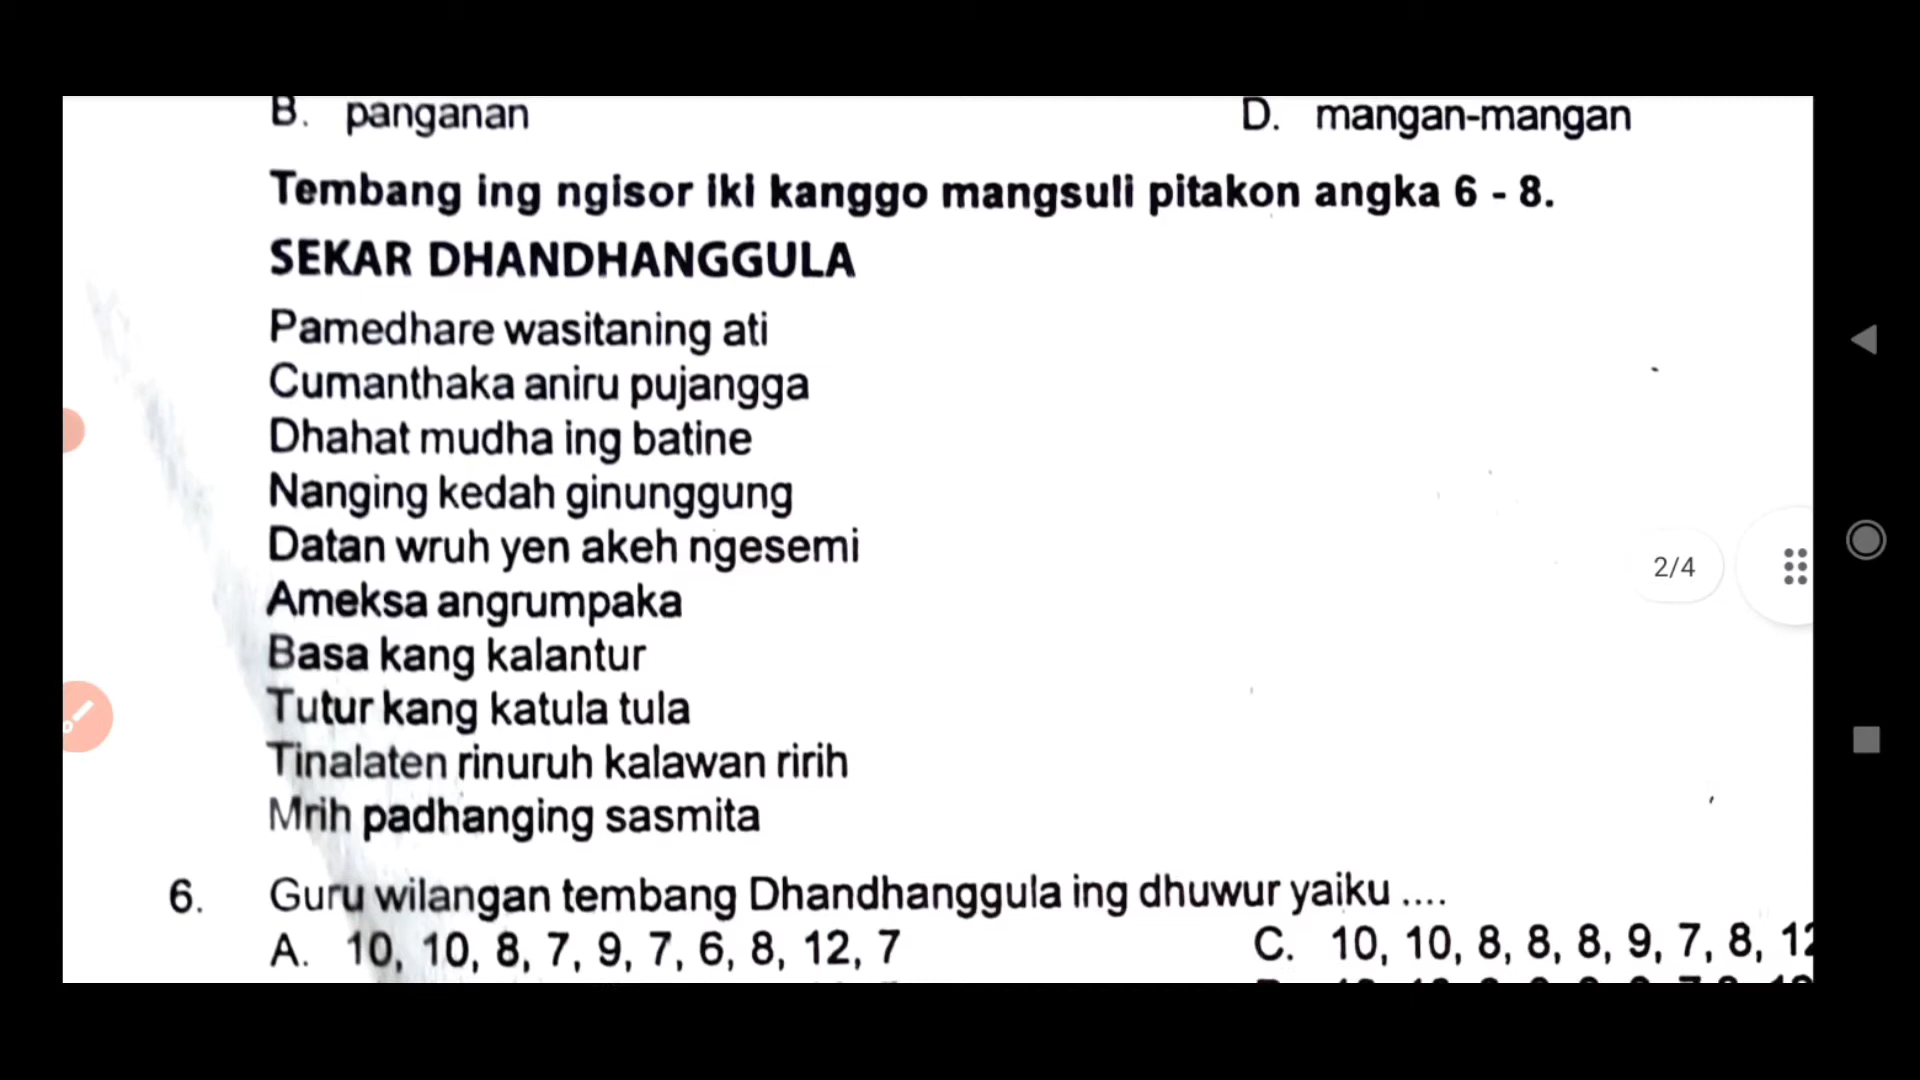 B. panganan D. mangan-mangan
Tembang ing ngisor iki kanggo mangsuli pitakon angka 6 - 8.
SEKAR DHANDHANGGULA
Pamedhare wasitaning ati
Cumanthaka aniru pujangga
Dhahat mudha ing batine
Nanging kedah ginunggung
Datan wruh yen akeh ngesemi
Ameksa angrumpaka
Basa kang kalantur
Tutur kang katula tula
Tinalaten rinuruh kalawan ririh
Mrih padhanging sasmita
2/4
6. Guru wilangan tembang Dhandhanggula ing dhuwur yaiku ....
A. 10, 10, 8, 7, 9, 7, 6, 8, 12, 7 C. 10, 10, 8, 8, 8, 9, 7, 8, 12